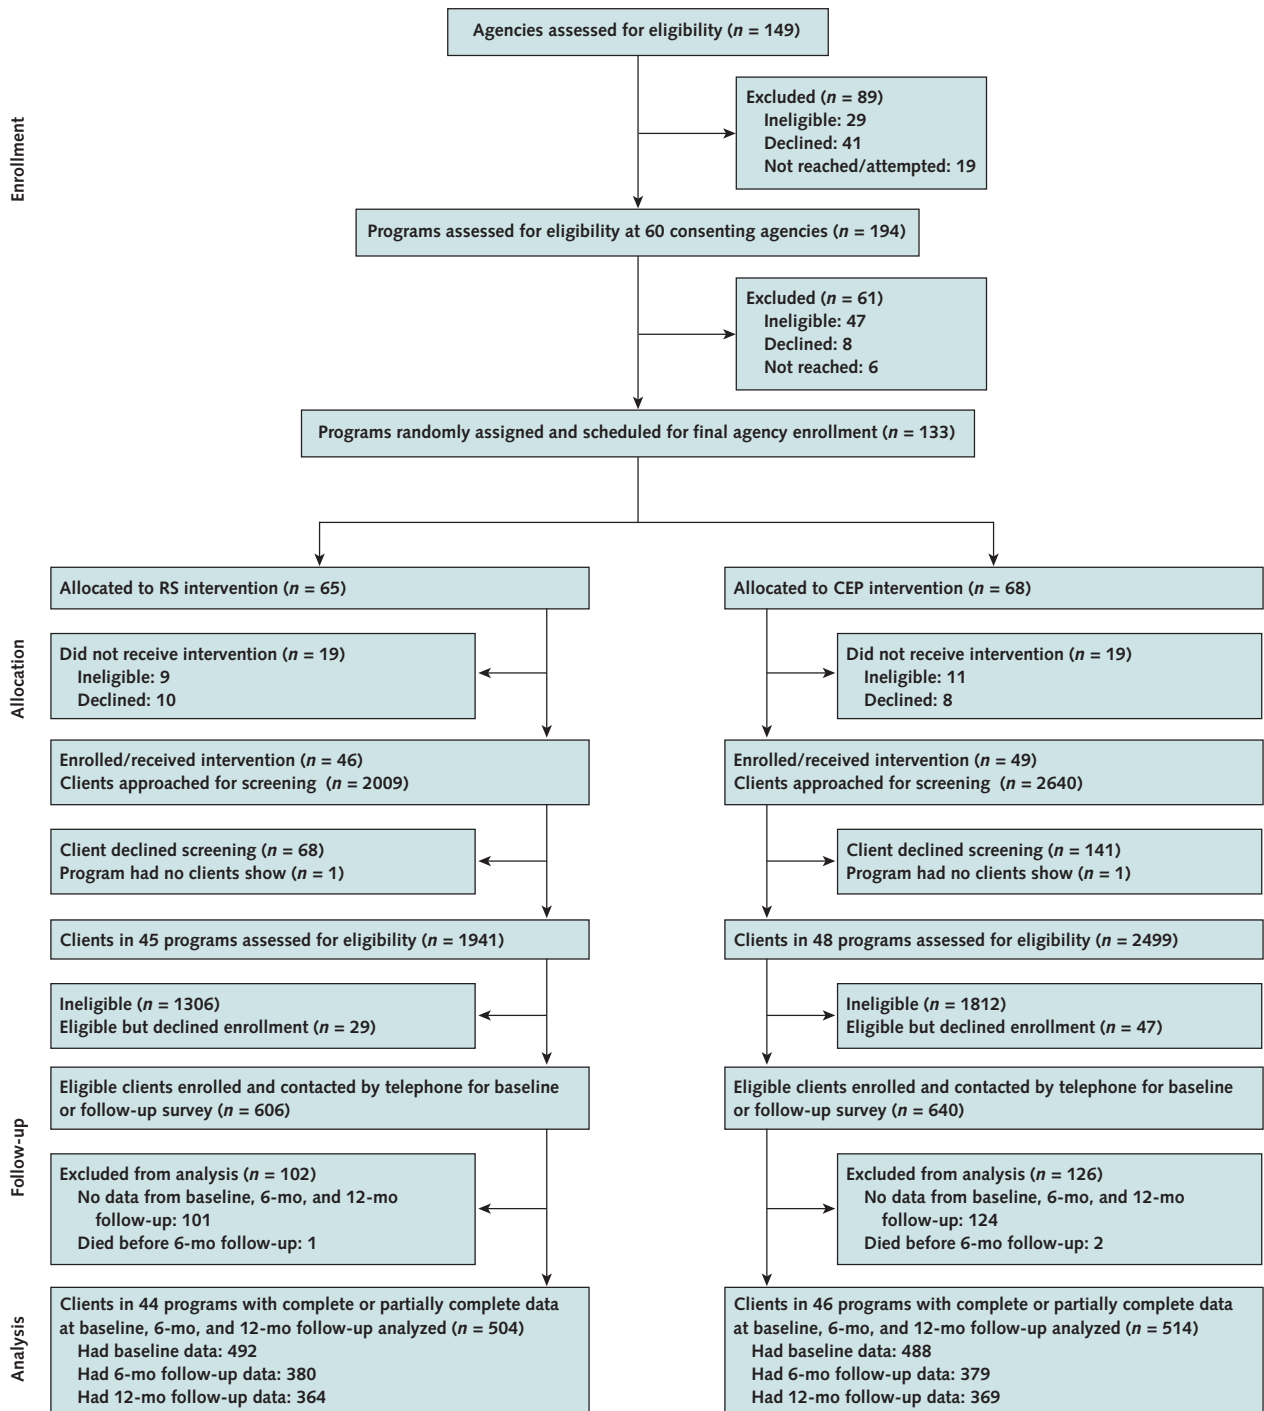 Agencies assessed for eligibility (n = 149)
Enrollment
Excluded (n = 89)
Ineligible: 29
Declined: 41
Not reached/attempted: 19
Programs assessed for eligibility at 60 consenting agencies (n = 194)
Excluded (n = 61)
Ineligible: 47
Declined: 8
Not reached: 6
Programs randomly assigned and scheduled for final agency enrollment (n = 133)
Allocation
Allocated to RS intervention (n = 65)
Did not receive intervention (n = 19)
Ineligible: 9
Declined: 10
Enrolled/received intervention (n = 46)
Clients approached for screening (n = 2009)
Client declined screening (n = 68)
Program had no clients show (n = 1)
Clients in 45 programs assessed for eligibility (n = 1941)
Ineligible (n = 1306)
Eligible but declined enrollment (n = 29)
Follow-up
Eligible clients enrolled and contacted by telephone for baseline
or follow-up survey (n = 606)
Excluded from analysis (n = 102)
No data from baseline, 6-mo, and 12-mo
follow-up: 101
Died before 6-mo follow-up: 1
Analysis
Clients in 44 programs with complete or partially complete data
at baseline, 6-mo, and 12-mo follow-up analyzed (n = 504)
Had baseline data: 492
Had 6-mo follow-up data: 380
Had 12-mo follow-up data: 364
Allocated to CEP intervention (n = 68)
Did not receive intervention (n = 19)
Ineligible: 11
Declined: 8
Enrolled/received intervention (n = 49)
Clients approached for screening (n = 2640)
Client declined screening (n = 141)
Program had no clients show (n = 1)
Clients in 48 programs assessed for eligibility (n = 2499)
Ineligible (n = 1812)
Eligible but declined enrollment (n = 47)
Eligible clients enrolled and contacted by telephone for baseline
or follow-up survey (n = 640)
Excluded from analysis (n = 126)
No data from baseline, 6-mo, and 12-mo
follow-up: 124
Died before 6-mo follow-up: 2
Clients in 46 programs with complete or partially complete data
at baseline, 6-mo, and 12-mo follow-up analyzed (n = 514)
Had baseline data: 488
Had 6-mo follow-up data: 379
Had 12-mo follow-up data: 369